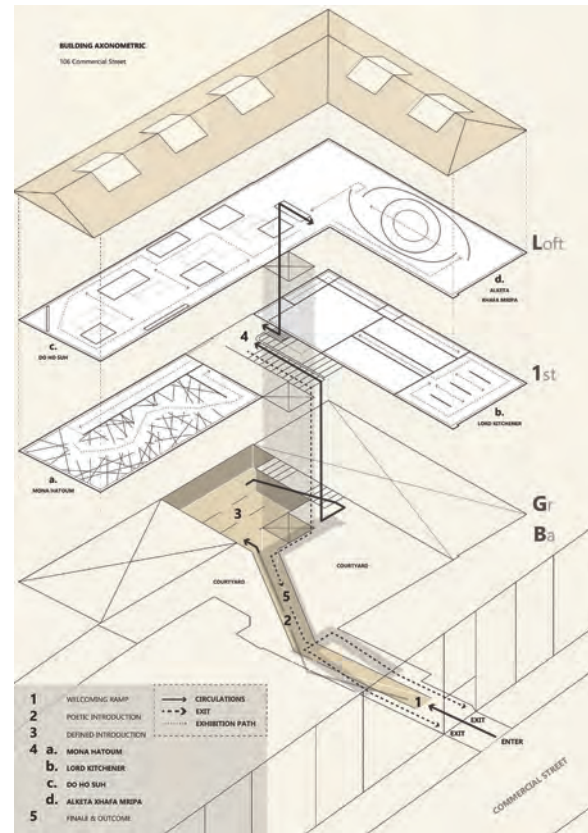 BUILDING AXONOMETRIC
106 Commercial Street
Loft
d.
ALKETA
XHAFA MRIPA
c.
DO HO SUH
4
1st
b.
LORD KITCHENER
a.
MONA HATOUM
3
Gr
Ba
COURTYARD
COURTYARD
5
2
1
EXIT
EXIT
ENTER
COMMERCIAL STREET
1 WELCOMING RAMP
2 POETIC INTRODUCTION
3 DEFINED INTRODUCTION
4 a. MONA HATOUM
b. LORD KITCHENER
c. DO HO SUH
d. ALKETA XHAFA MRIPA
5 FINALE & OUTCOME
CIRCULATIONS
EXIT
EXHIBITION PATH